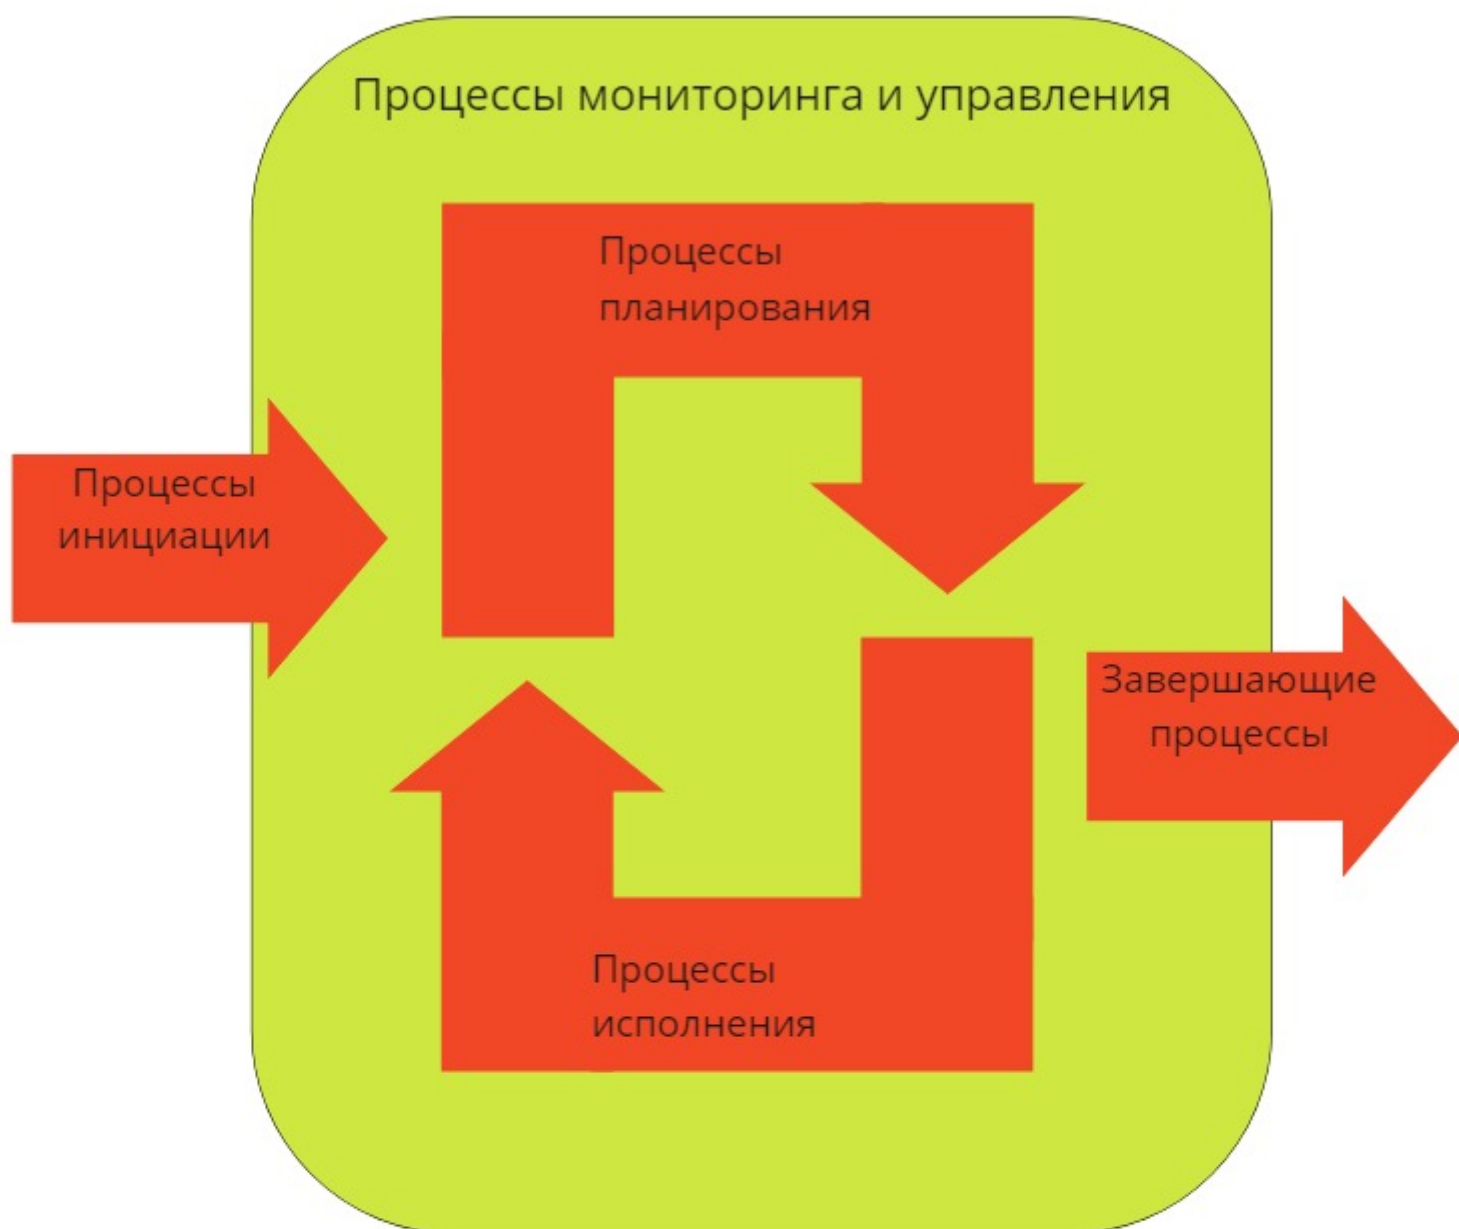 Процессы мониторинга и управления
Процессы
планирования
Процессы
инициации
Завершающие
процессы
Процессы
исполнения